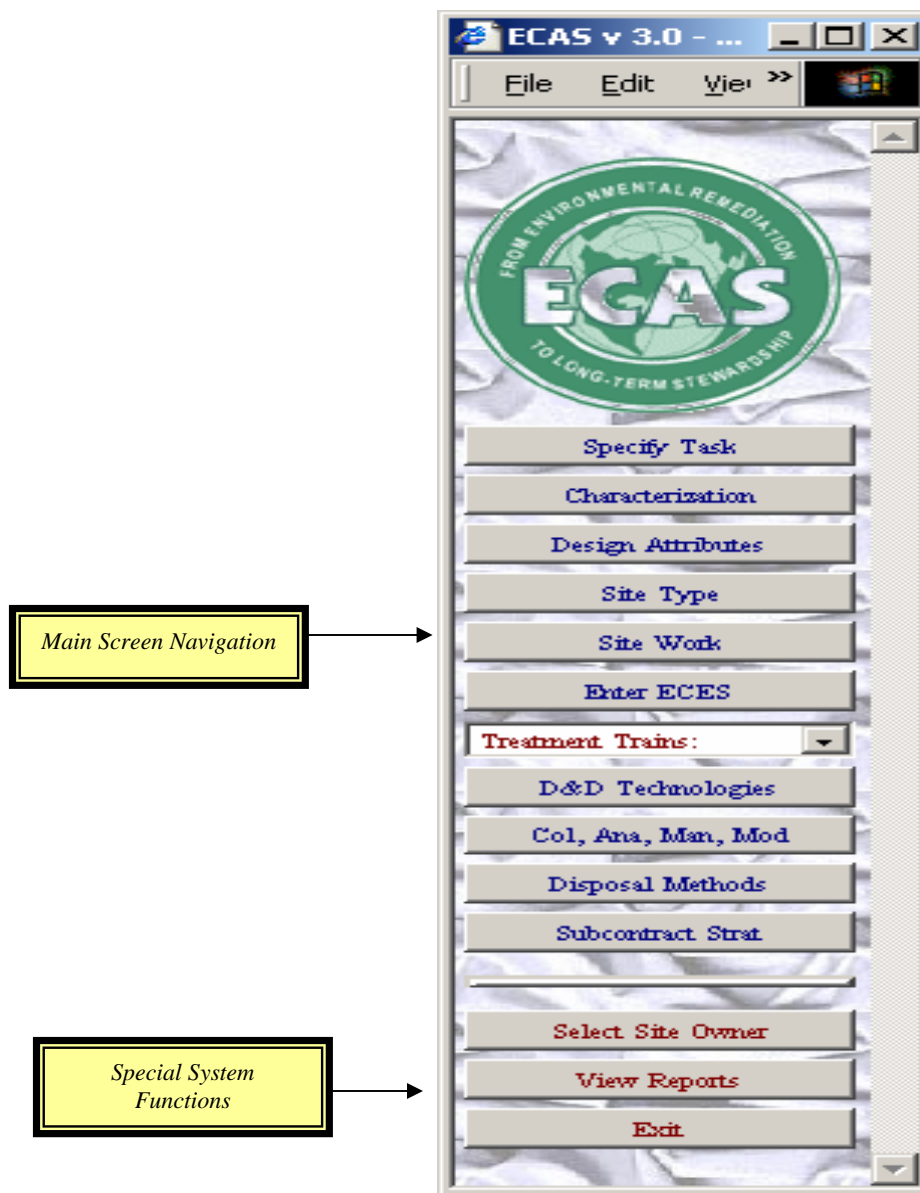 ECAS v 3.0 - ...
File Edit Vie »
FROM ENVIRONMENTAL REMEDIATION
ECAS
TO LONG-TERM STEWARDSHIP
Specify Task
Characterization
Design Attributes
Site Type
Main Screen Navigation
Site Work
Enter ECES
Treatment Trains:
D&D Technologies
Col, Ana, Man, Mod
Disposal Methods
Subcontract Strat
Select Site Owner
Special System
Functions
View Reports
Exit